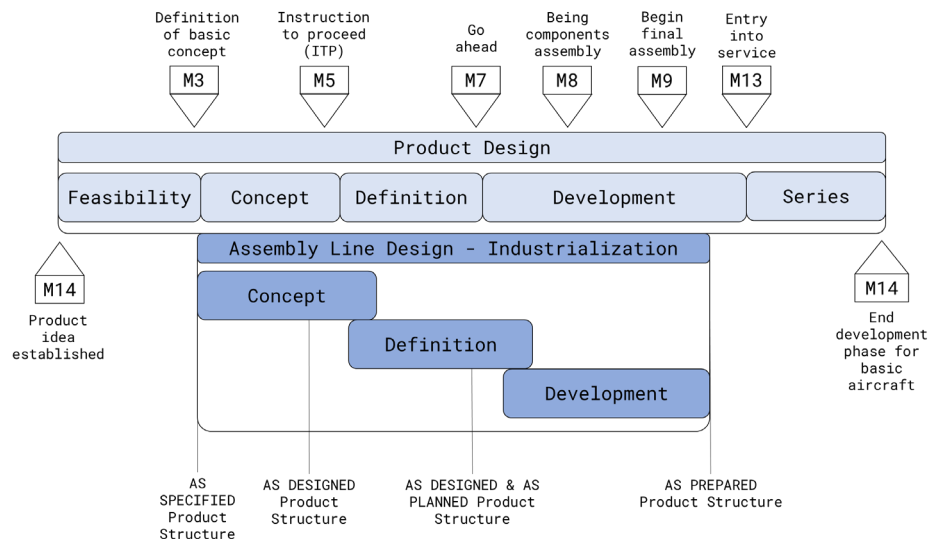 Definition
of basic
concept
M3
Instruction
to proceed
(ITP)
M5
Go
ahead
M7
Being
components
assembly
M8
Begin
final
assembly
M9
Entry
into
service
M13
Product Design
Feasibility
Concept
Definition
Development
Series
Assembly Line Design - Industrialization
Concept
Definition
Development
M14
Product
idea
established
M14
End
development
phase for
basic
aircraft
AS
SPECIFIED
Product
Structure
AS DESIGNED
Product
Structure
AS DESIGNED & AS
PLANNED Product
Structure
AS PREPARED
Product Structure